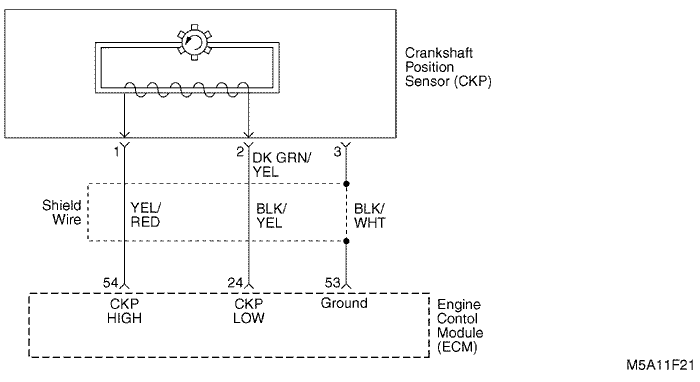 Crankshaft
Position
Sensor (CKP)
1
2
3
DK GRN/
YEL
Shield
Wire
YEL/
RED
BLK/
YEL
BLK/
WHT
54
24
53
CKP
HIGH
CKP
LOW
Ground
Engine
Contol
Module
(ECM)
M5A11F21